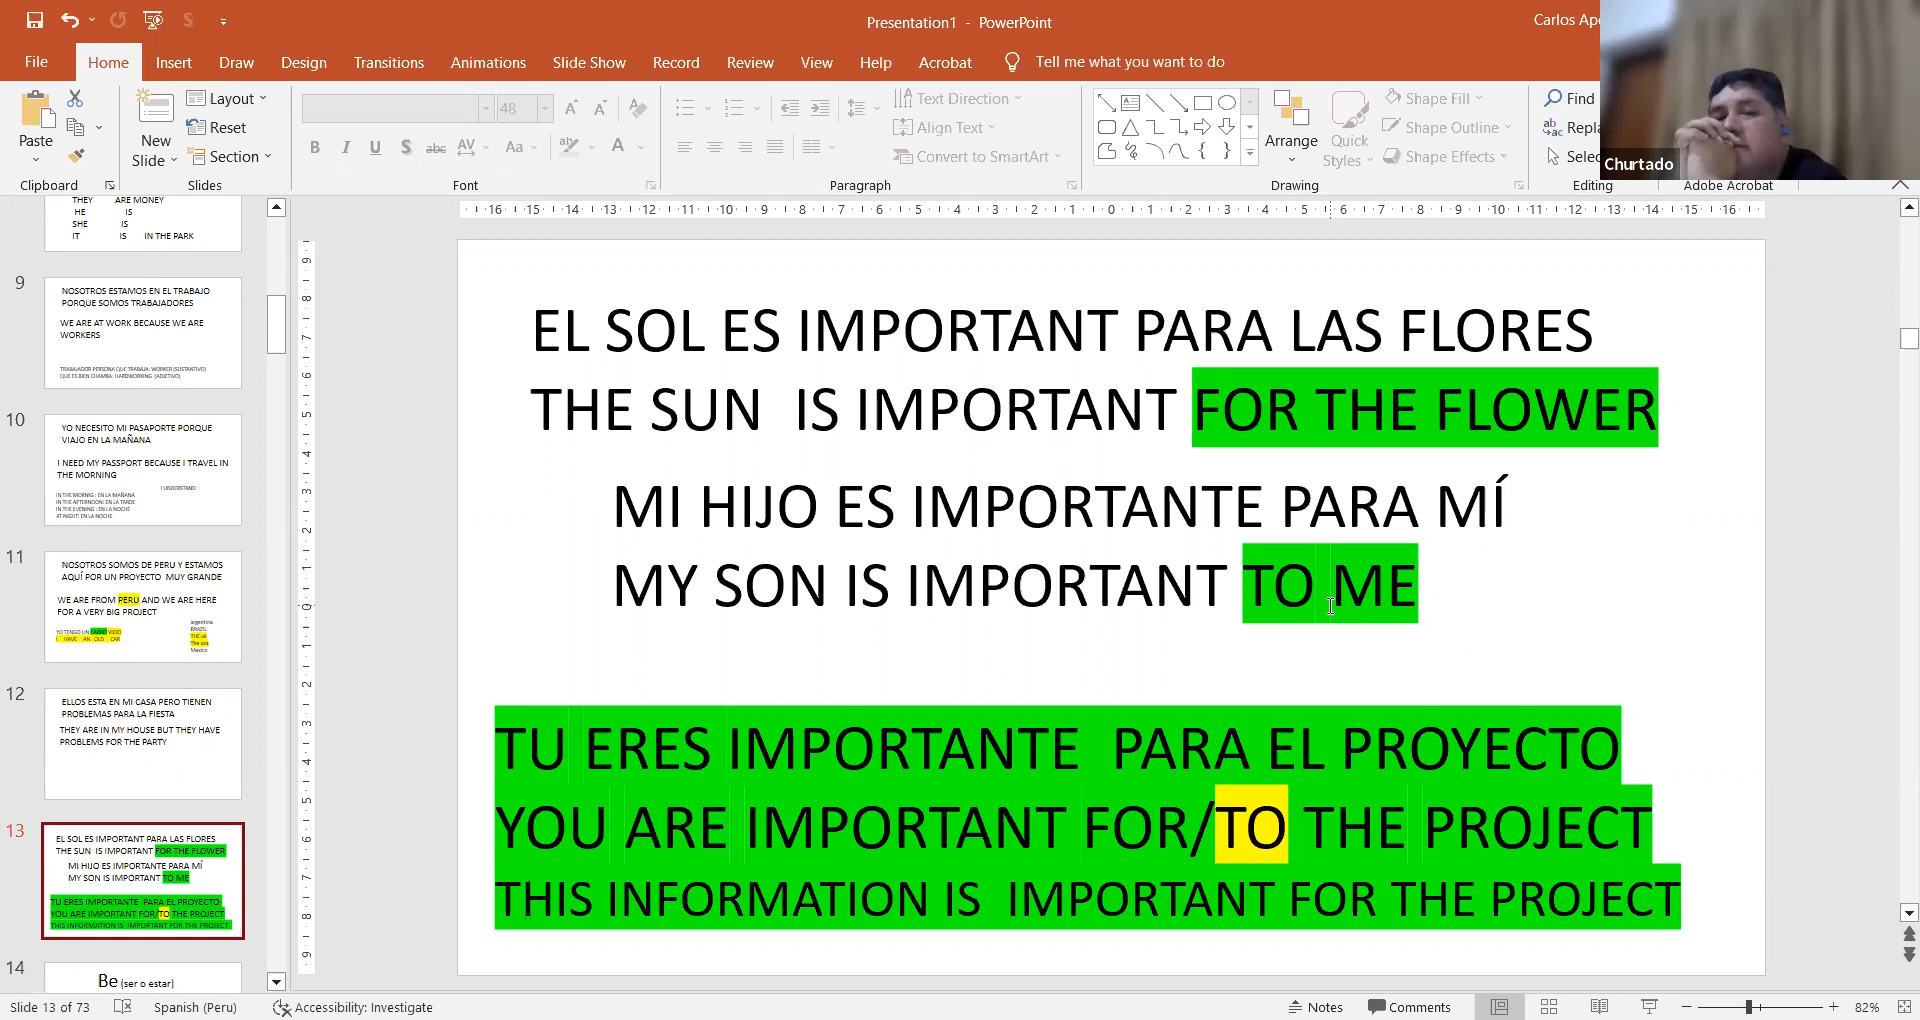 Presentation1 - PowerPoint
Carlos Ap
File Home Insert Draw Design Transitions Animations Slide Show Record Review View Help Acrobat Tell me what you want to do
Paste
Clipboard
New Slide
Layout
Reset
Section
Slides
48
Font
Text Direction
Align Text
Convert to SmartArt
Paragraph
Arrange
Quick Styles
Shape Fill
Shape Outline
Shape Effects
Drawing
Find
Editing
Adobe Acrobat
Churtado
THEY ARE MONEY
HE IS
SHE IS
IT IS IN THE PARK
9
NOSOTROS ESTAMOS EN EL TRABAJO
PORQUE SOMOS TRABAJADORES
WE ARE AT WORK BECAUSE WE ARE
WORKERS
TRABAJADOR PERSONA QUE TRABAJA: WORKER (SUSTANTIVO)
QUE ES BIEN CHAMBA: HARDWORKING (ADJETIVO)
10
YO NECESITO MI PASAPORTE PORQUE
VIAJO EN LA MAÑANA
I NEED MY PASSPORT BECAUSE I TRAVEL IN
THE MORNING
I UNDERSTAND
IN THE MORNIG : EN LA MAÑANA
IN THE AFTERNOON: EN LA TARDE
IN THE EVENING : EN LA NOCHE
AT NIGHT: EN LA NOCHE
11
NOSOTROS SOMOS DE PERU Y ESTAMOS
AQUÍ POR UN PROYECTO MUY GRANDE
WE ARE FROM PERU AND WE ARE HERE
FOR A VERY BIG PROJECT
YO TENGO UN CARRO VIEJO
I HAVE AN OLD CAR
argentina
BRAZIL
THE uk
The usa
Mexico
12
ELLOS ESTA EN MI CASA PERO TIENEN
PROBLEMAS PARA LA FIESTA
THEY ARE IN MY HOUSE BUT THEY HAVE
PROBLEMS FOR THE PARTY
13
EL SOL ES IMPORTANT PARA LAS FLORES
THE SUN IS IMPORTANT FOR THE FLOWER
MI HIJO ES IMPORTANTE PARA MÍ
MY SON IS IMPORTANT TO ME
TU ERES IMPORTANTE PARA EL PROYECTO
YOU ARE IMPORTANT FOR/TO THE PROJECT
THIS INFORMATION IS IMPORTANT FOR THE PROJECT
14
Be (ser o estar)
EL SOL ES IMPORTANT PARA LAS FLORES
THE SUN IS IMPORTANT FOR THE FLOWER
MI HIJO ES IMPORTANTE PARA MÍ
MY SON IS IMPORTANT TO ME
TU ERES IMPORTANTE PARA EL PROYECTO
YOU ARE IMPORTANT FOR/TO THE PROJECT
THIS INFORMATION IS IMPORTANT FOR THE PROJECT
Slide 13 of 73 Spanish (Peru) Accessibility: Investigate Notes Comments 82%